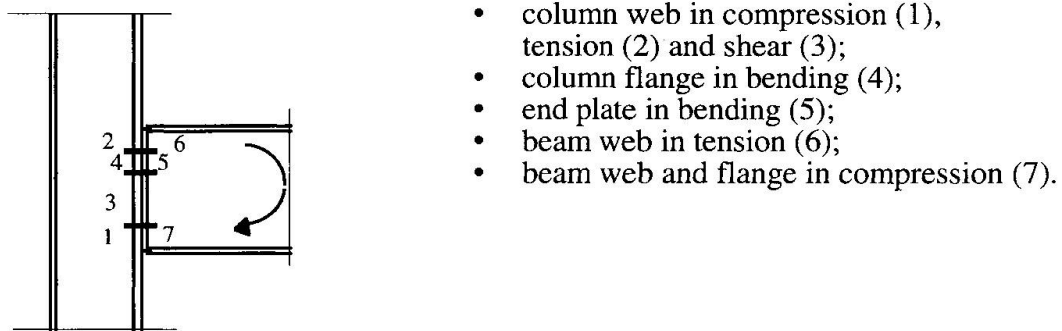 • column web in compression (1),
tension (2) and shear (3);
• column flange in bending (4);
• end plate in bending (5);
• beam web in tension (6);
• beam web and flange in compression (7).
2 6
4 5
3
1 7